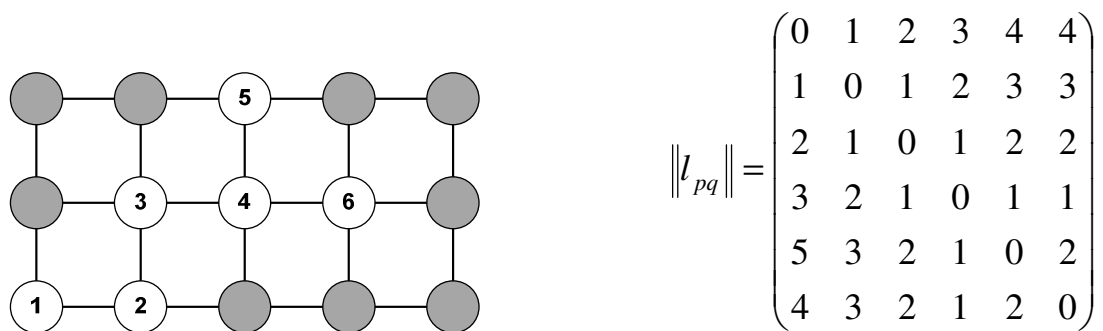 5
3 4 6
1 2
‖l_pq‖ =
0 1 2 3 4 4
1 0 1 2 3 3
2 1 0 1 2 2
3 2 1 0 1 1
5 3 2 1 0 2
4 3 2 1 2 0